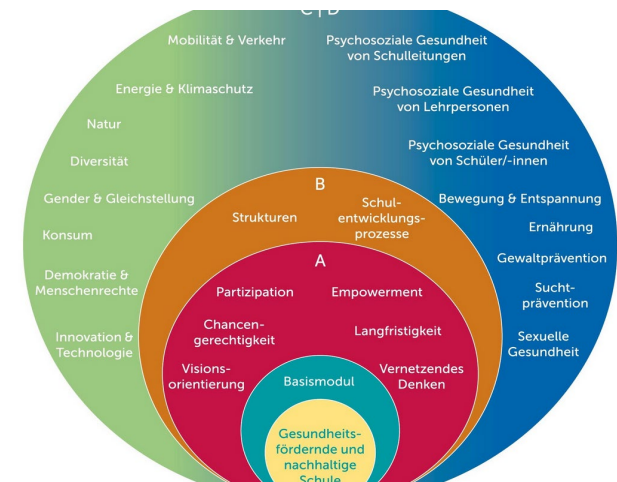 C | D
Mobilität & Verkehr
Psychosoziale Gesundheit
von Schulleitungen
Energie & Klimaschutz
Psychosoziale Gesundheit
von Lehrpersonen
Natur
Diversität
Psychosoziale Gesundheit
von Schüler/-innen
Gender & Gleichstellung
Bewegung & Entspannung
Konsum
Ernährung
Demokratie &
Menschenrechte
Gewaltprävention
Sucht-
prävention
Innovation &
Technologie
Sexuelle
Gesundheit
B
Strukturen
Schul-
entwicklungs-
prozesse
A
Partizipation
Empowerment
Chancen-
gerechtigkeit
Langfristigkeit
Visions-
orientierung
Vernetzendes
Denken
Basismodul
Gesundheits-
fördernde und
nachhaltige
Schule